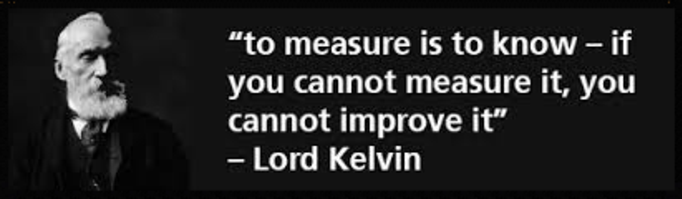 “to measure is to know – if
you cannot measure it, you
cannot improve it”
– Lord Kelvin